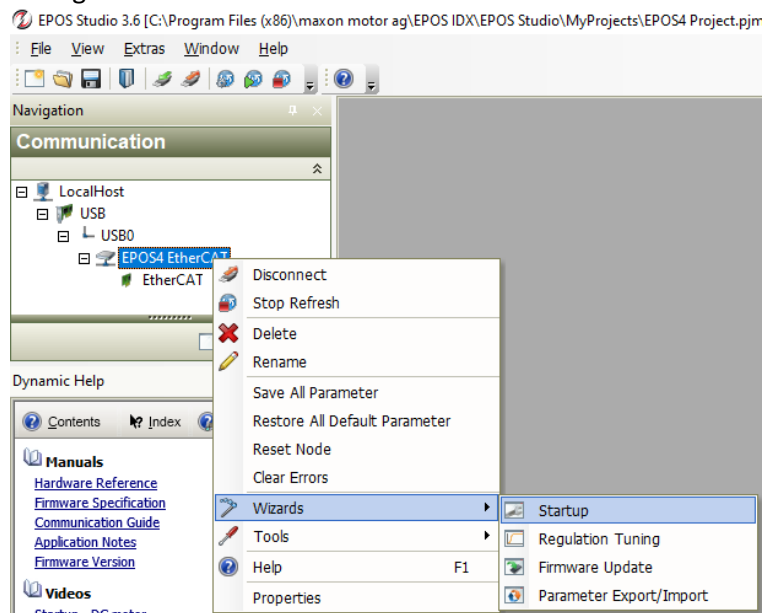 EPOS Studio 3.6 [C:\Program Files (x86)\maxon motor ag\EPOS IDX\EPOS Studio\MyProjects\EPOS4 Project.pjm
File View Extras Window Help
Navigation
Communication
LocalHost
USB
USB0
EPOS4 EtherCAT
EtherCAT
Disconnect
Stop Refresh
Delete
Rename
Save All Parameter
Restore All Default Parameter
Reset Node
Clear Errors
Wizards
Tools
Help F1
Properties
Startup
Regulation Tuning
Firmware Update
Parameter Export/Import
Dynamic Help
Contents Index
Manuals
Hardware Reference
Firmware Specification
Communication Guide
Application Notes
Firmware Version
Videos